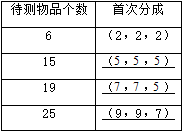 待测物品个数 首次分成
6 (2,2,2)
15 (5,5,5)
19 (7,7,5)
25 (9,9,7)